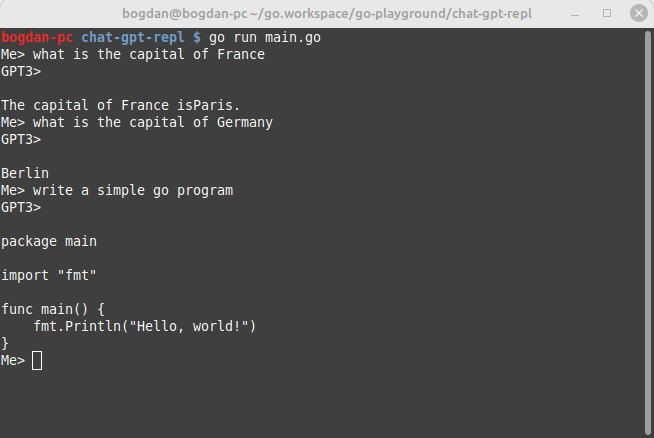 bogdan@bogdan-pc ~/go.workspace/go-playground/chat-gpt-repl
bogdan-pc chat-gpt-repl $ go run main.go
Me> what is the capital of France
GPT3>
The capital of France isParis.
Me> what is the capital of Germany
GPT3>
Berlin
Me> write a simple go program
GPT3>
package main
import "fmt"
func main() {
    fmt.Println("Hello, world!")
}
Me>